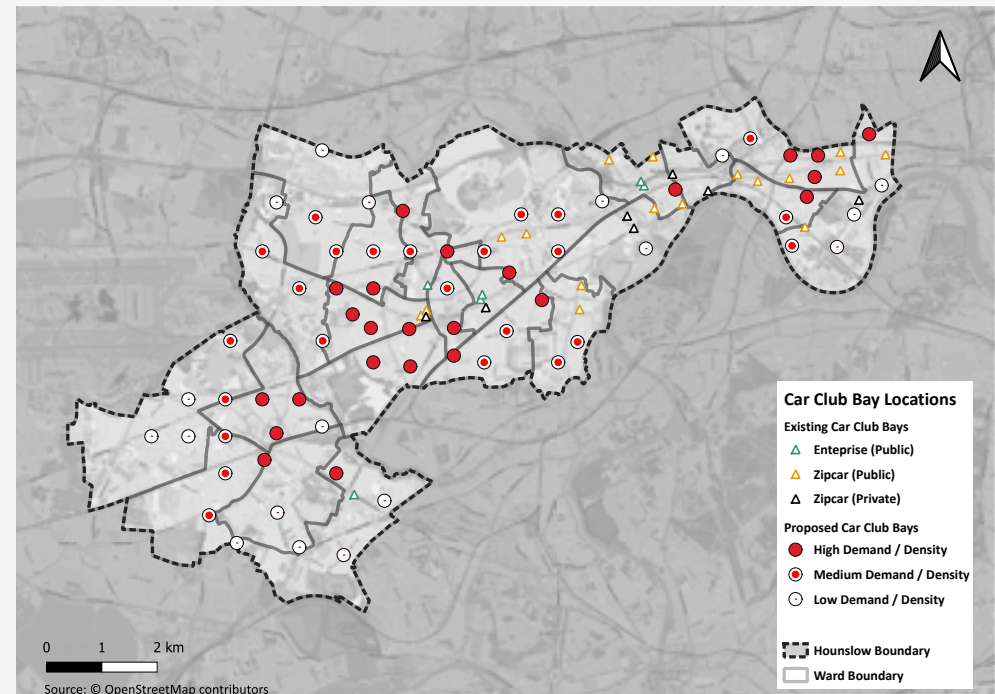 Car Club Bay Locations
Existing Car Club Bays
Enteprise (Public)
Zipcar (Public)
Zipcar (Private)
Proposed Car Club Bays
High Demand / Density
Medium Demand / Density
Low Demand / Density
Hounslow Boundary
Ward Boundary
0 1 2 km
Source: © OpenStreetMap contributors